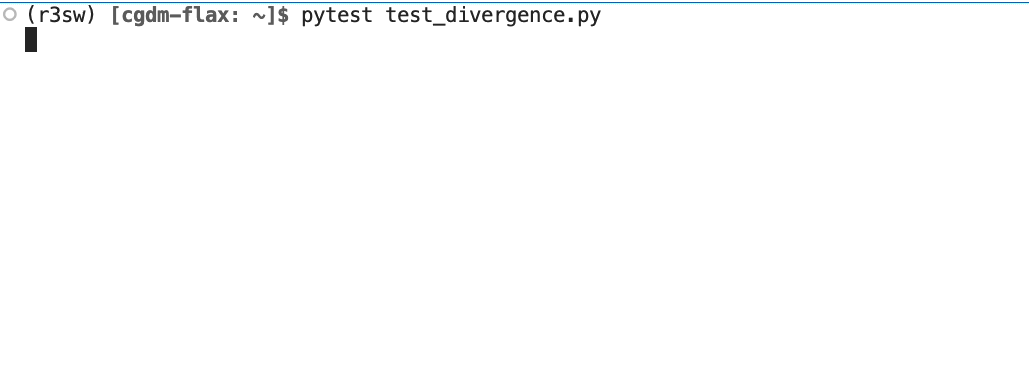 (r3sw) [cgdm-flax: ~]$ pytest test_divergence.py